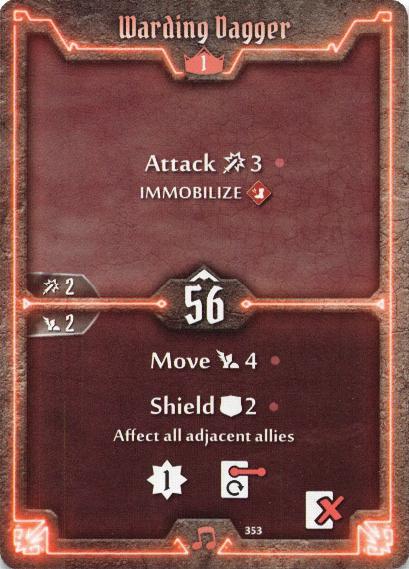 Warding Dagger
1
Attack 3
IMMOBILIZE
2
56
2
Move 4
Shield 2
Affect all adjacent allies
1
353